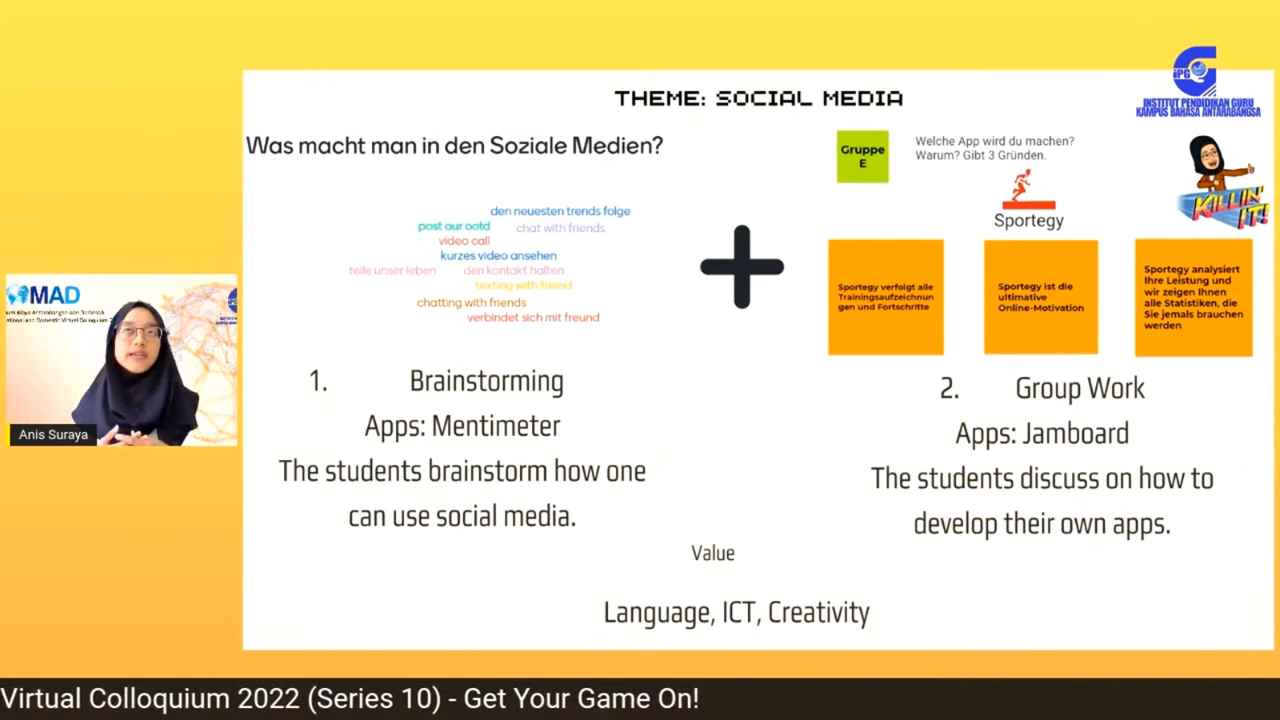 THEME: SOCIAL MEDIA
iPG
INSTITUT PENDIDIKAN GURU
KAMPUS BAHASA ANTARABANGSA
Was macht man in den Soziale Medien?
den neuesten trends folge
post our ootd
chat with friends
video call
kurzes video ansehen
teile unser leben
den kontakt halten
texting with friend
chatting with friends
verbindet sich mit freund
Gruppe
E
Welche App wird du machen?
Warum? Gibt 3 Gründen.
Sportegy
KILLIN'
IT!
Sportegy verfolgt alle
Trainingsaufzeichnun
gen und Fortschritte
Sportegy ist die
ultimative
Online-Motivation
Sportegy analysiert
Ihre Leistung und
wir zeigen Ihnen
alle Statistiken, die
Sie jemals brauchen
werden
1. Brainstorming
Apps: Mentimeter
The students brainstorm how one
can use social media.
2. Group Work
Apps: Jamboard
The students discuss on how to
develop their own apps.
Value
Language, ICT, Creativity
MAD
Anis Suraya
Virtual Colloquium 2022 (Series 10) - Get Your Game On!